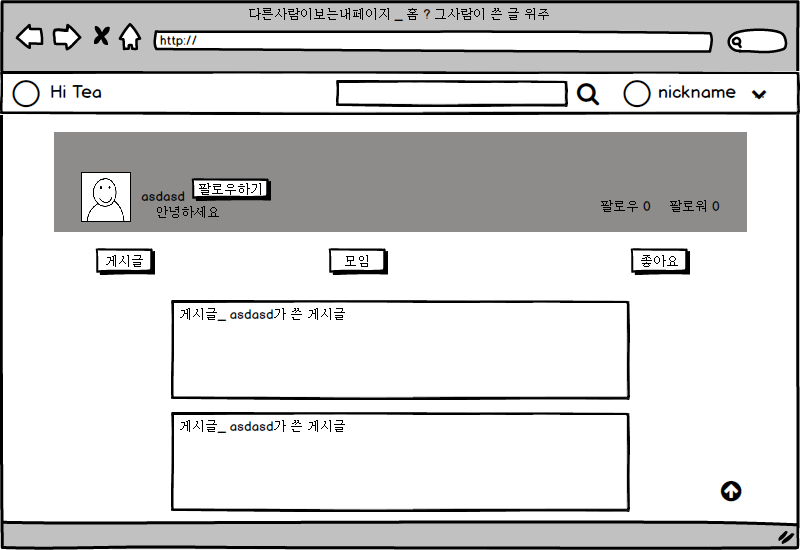 다른사람이보는내페이지 _ 홈 ? 그사람이 쓴 글 위주
http://
Hi Tea
nickname
asdasd 팔로우하기
안녕하세요
팔로우 0 팔로워 0
게시글 모임 좋아요
게시글_ asdasd가 쓴 게시글
게시글_ asdasd가 쓴 게시글